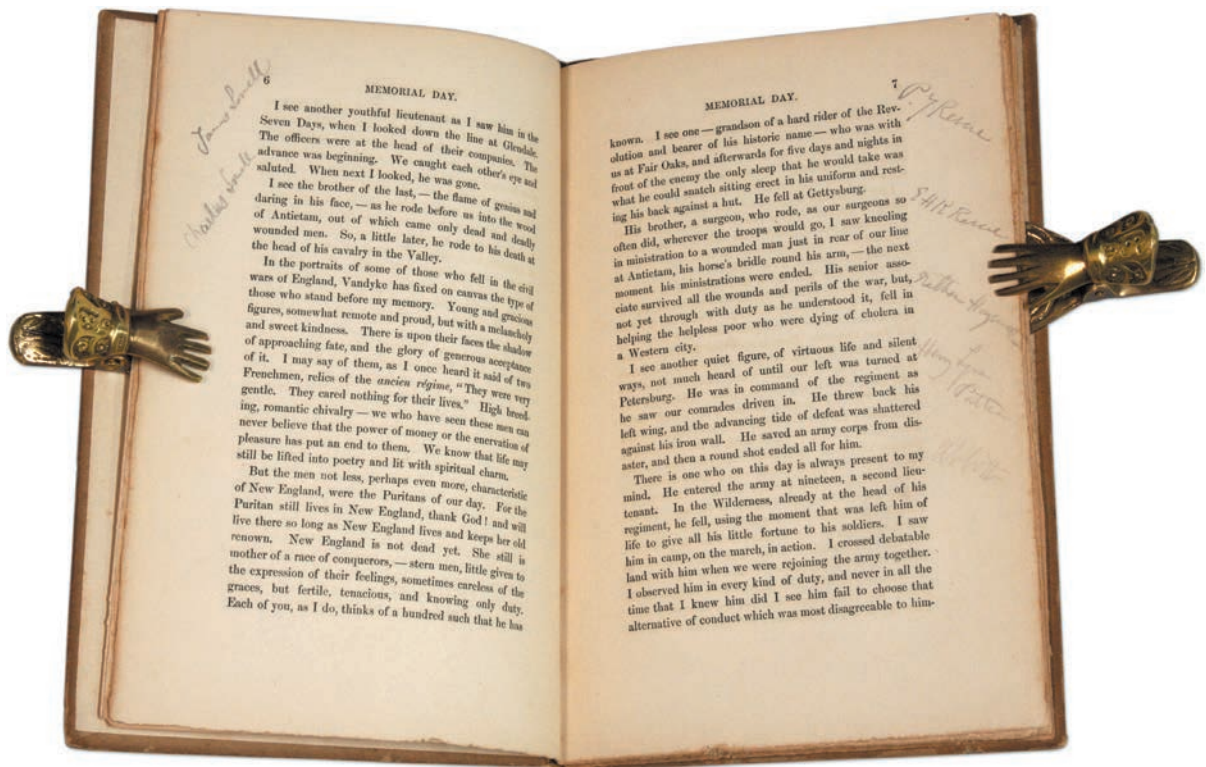 6
MEMORIAL DAY.
I see another youthful lieutenant as I saw him in the
Seven Days, when I looked down the line at Glendale.
The officers were at the head of their companies. The
advance was beginning. We caught each other's eye and
saluted. When next I looked, he was gone.
I see the brother of the last, — the flame of genius and
daring in his face, — as he rode before us into the wood
of Antietam, out of which came only dead and deadly
wounded men. So, a little later, he rode to his death at
the head of his cavalry in the Valley.
In the portraits of some of those who fell in the civil
wars of England, Vandyke has fixed on canvas the type of
those who stand before my memory. Young and gracious
figures, somewhat remote and proud, but with a melancholy
and sweet kindness. There is upon their faces the shadow
of approaching fate, and the glory of generous acceptance
of it. I may say of them, as I once heard it said of two
Frenchmen, relics of the ancien régime, "They were very
gentle. They cared nothing for their lives." High breed-
ing, romantic chivalry — we who have seen these men can
never believe that the power of money or the enervation of
pleasure has put an end to them. We know that life may
still be lifted into poetry and lit with spiritual charm.
But the men not less, perhaps even more, characteristic
of New England, were the Puritans of our day. For the
Puritan still lives in New England, thank God! and will
live there so long as New England lives and keeps her old
renown. New England is not dead yet. She still is
mother of a race of conquerors, — stern men, little given to
the expression of their feelings, sometimes careless of the
graces, but fertile, tenacious, and knowing only duty.
Each of you, as I do, thinks of a hundred such that he has
James Lowell
Charles Lowell
7
MEMORIAL DAY.
known. I see one — grandson of a hard rider of the Rev-
olution and bearer of his historic name — who was with
us at Fair Oaks, and afterwards for five days and nights in
front of the enemy the only sleep that he would take was
what he could snatch sitting erect in his uniform and rest-
ing his back against a hut. He fell at Gettysburg.
His brother, a surgeon, who rode, as our surgeons so
often did, wherever the troops would go, I saw kneeling
in ministration to a wounded man just in rear of our line
at Antietam, his horse's bridle round his arm, — the next
moment his ministrations were ended. His senior asso-
ciate survived all the wounds and perils of the war, but,
not yet through with duty as he understood it, fell in
helping the helpless poor who were dying of cholera in
a Western city.
I see another quiet figure, of virtuous life and silent
ways, not much heard of until our left was turned at
Petersburg. He was in command of the regiment as
he saw our comrades driven in. He threw back his
left wing, and the advancing tide of defeat was shattered
against his iron wall. He saved an army corps from dis-
aster, and then a round shot ended all for him.
There is one who on this day is always present to my
mind. He entered the army at nineteen, a second lieu-
tenant. In the Wilderness, already at the head of his
regiment, he fell, using the moment that was left him of
life to give all his little fortune to his soldiers. I saw
him in camp, on the march, in action. I crossed debatable
land with him when we were rejoining the army together.
I observed him in every kind of duty, and never in all the
time that I knew him did I see him fail to choose that
alternative of conduct which was most disagreeable to him-
Revere
Revere
Nathan Hayward
Henry
Patten